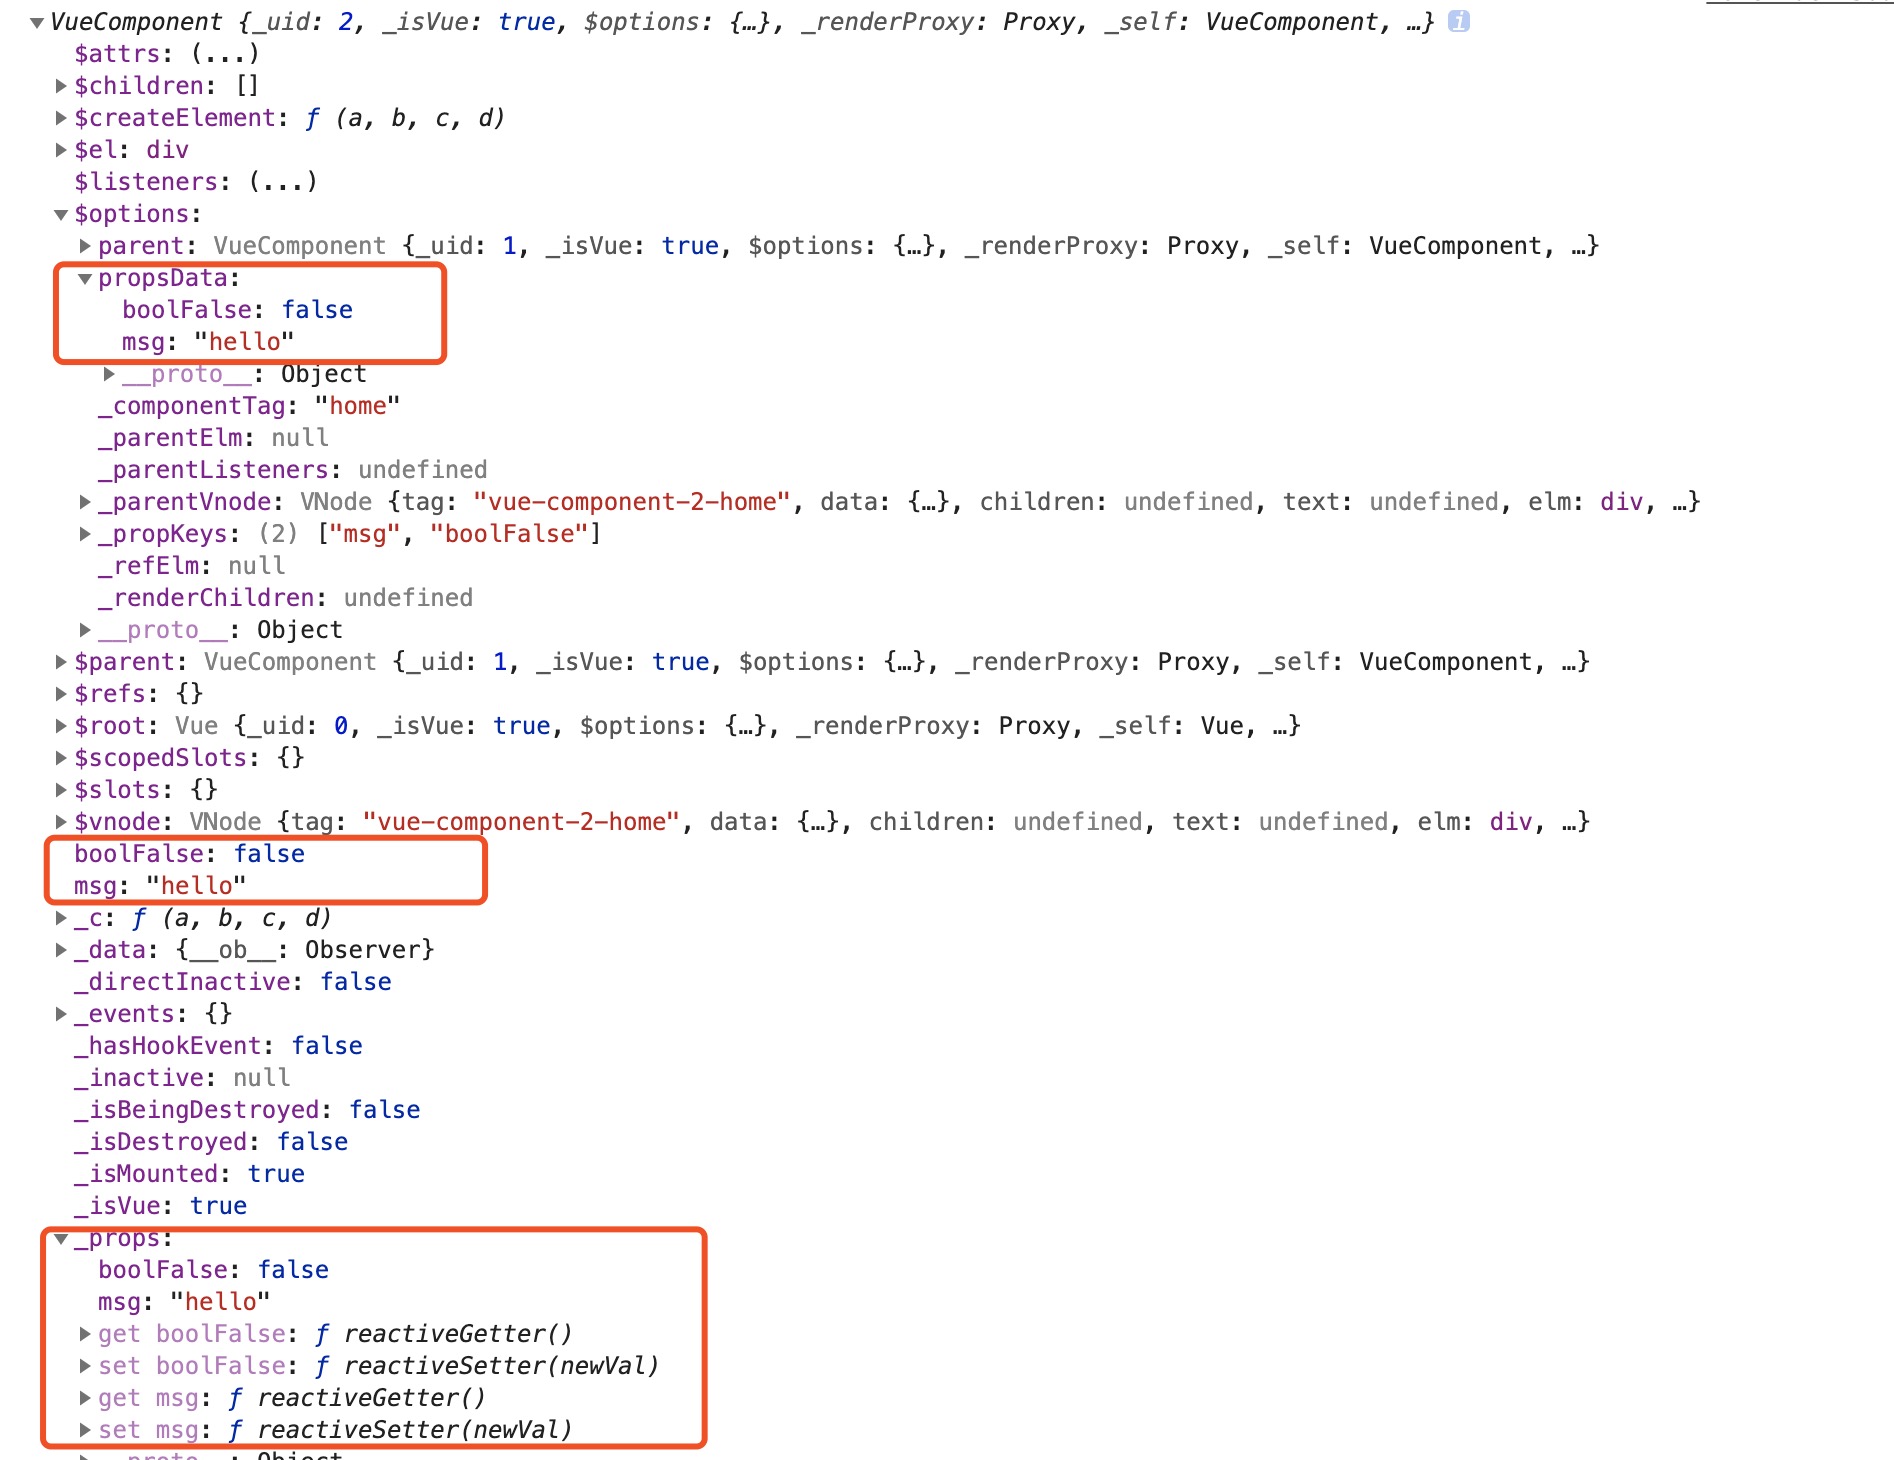 VueComponent {_uid: 2, _isVue: true, $options: {…}, _renderProxy: Proxy, _self: VueComponent, …} i
$attrs: (...)
$children: []
$createElement: ƒ (a, b, c, d)
$el: div
$listeners: (...)
$options:
parent: VueComponent {_uid: 1, _isVue: true, $options: {…}, _renderProxy: Proxy, _self: VueComponent, …}
propsData:
boolFalse: false
msg: "hello"
__proto__: Object
_componentTag: "home"
_parentElm: null
_parentListeners: undefined
_parentVnode: VNode {tag: "vue-component-2-home", data: {…}, children: undefined, text: undefined, elm: div, …}
_propKeys: (2) ["msg", "boolFalse"]
_refElm: null
_renderChildren: undefined
__proto__: Object
$parent: VueComponent {_uid: 1, _isVue: true, $options: {…}, _renderProxy: Proxy, _self: VueComponent, …}
$refs: {}
$root: Vue {_uid: 0, _isVue: true, $options: {…}, _renderProxy: Proxy, _self: Vue, …}
$scopedSlots: {}
$slots: {}
$vnode: VNode {tag: "vue-component-2-home", data: {…}, children: undefined, text: undefined, elm: div, …}
boolFalse: false
msg: "hello"
_c: ƒ (a, b, c, d)
_data: {__ob__: Observer}
_directInactive: false
_events: {}
_hasHookEvent: false
_inactive: null
_isBeingDestroyed: false
_isDestroyed: false
_isMounted: true
_isVue: true
_props:
boolFalse: false
msg: "hello"
get boolFalse: ƒ reactiveGetter()
set boolFalse: ƒ reactiveSetter(newVal)
get msg: ƒ reactiveGetter()
set msg: ƒ reactiveSetter(newVal)
__proto__: Object